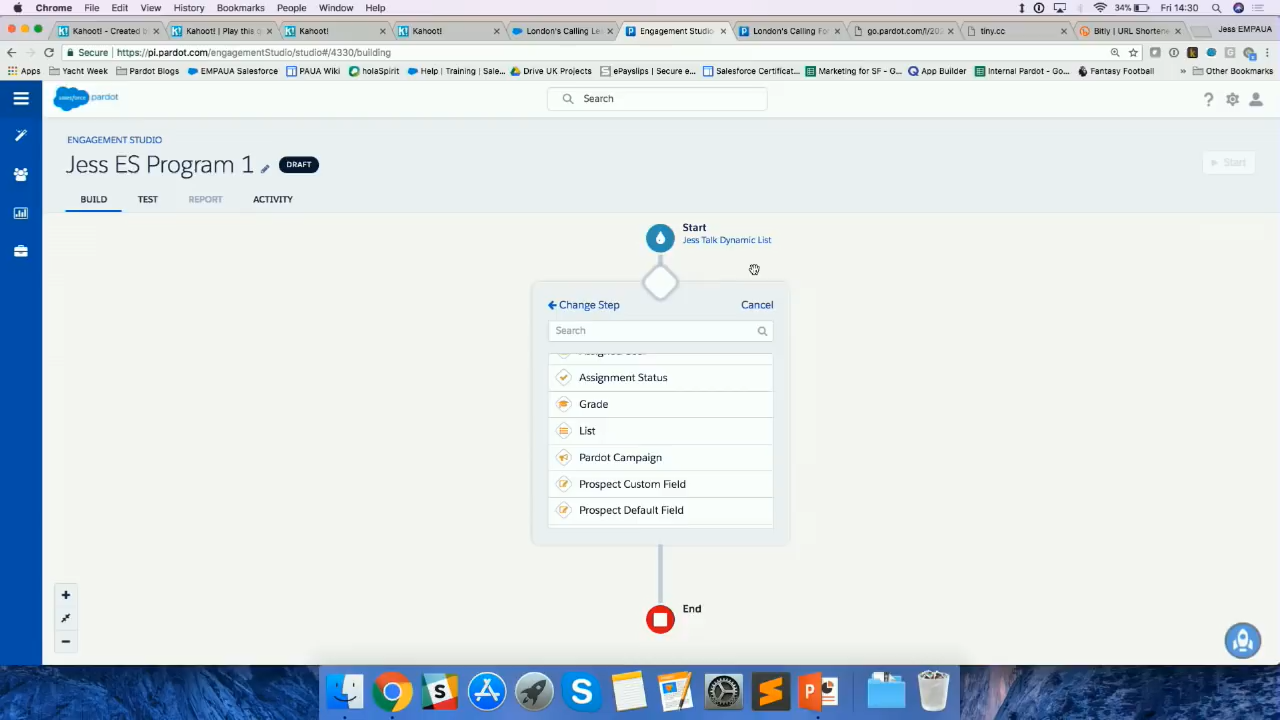 Chrome File Edit View History Bookmarks People Window Help 34% Fri 14:30
Kahoot! - Created b Kahoot! | Play this Kahoot! Kahoot! London's Calling Le Engagement Studio London's Calling For go.pardot.com/l/20 tiny.cc Bitly | URL Shortene Jess EMPAUA
Secure https://pi.pardot.com/engagementStudio/studio#/4330/building
Apps Yacht Week Pardot Blogs EMPAUA Salesforce PAUA Wiki holaSpirit Help | Training | Sale... Drive UK Projects ePayslips | Secure e... Salesforce Certificat... Marketing for SF - G... App Builder Internal Pardot - Go... Fantasy Football » Other Bookmarks
salesforce pardot Search ?
ENGAGEMENT STUDIO
Jess ES Program 1 DRAFT Start
BUILD TEST REPORT ACTIVITY
Start
Jess Talk Dynamic List
Change Step Cancel
Search
Assignment Status
Grade
List
Pardot Campaign
Prospect Custom Field
Prospect Default Field
End